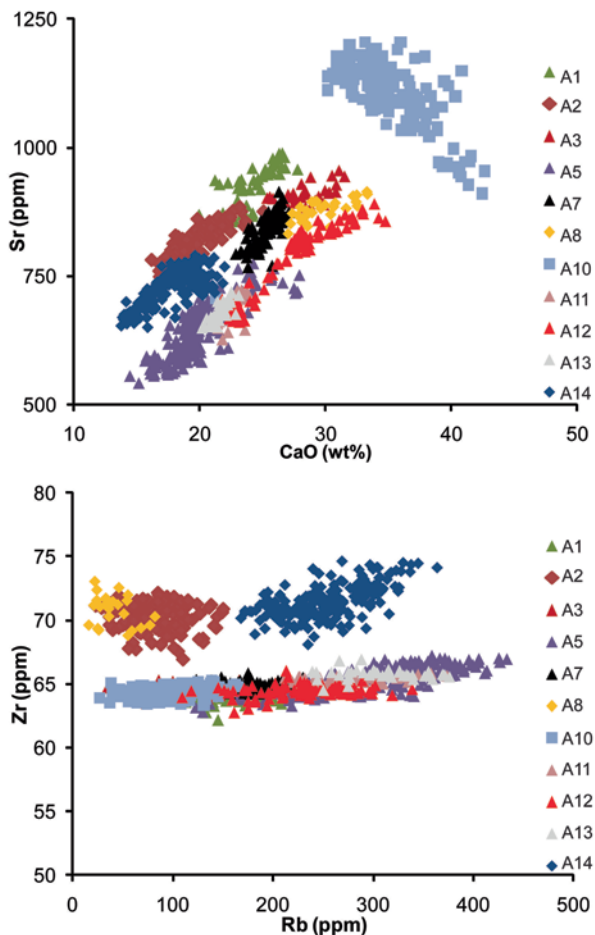 1250
1000
750
500
Sr (ppm)
10
20
30
40
50
CaO (wt%)
A1
A2
A3
A5
A7
A8
A10
A11
A12
A13
A14
80
75
70
65
60
55
50
Zr (ppm)
0
100
200
300
400
500
Rb (ppm)
A1
A2
A3
A5
A7
A8
A10
A11
A12
A13
A14